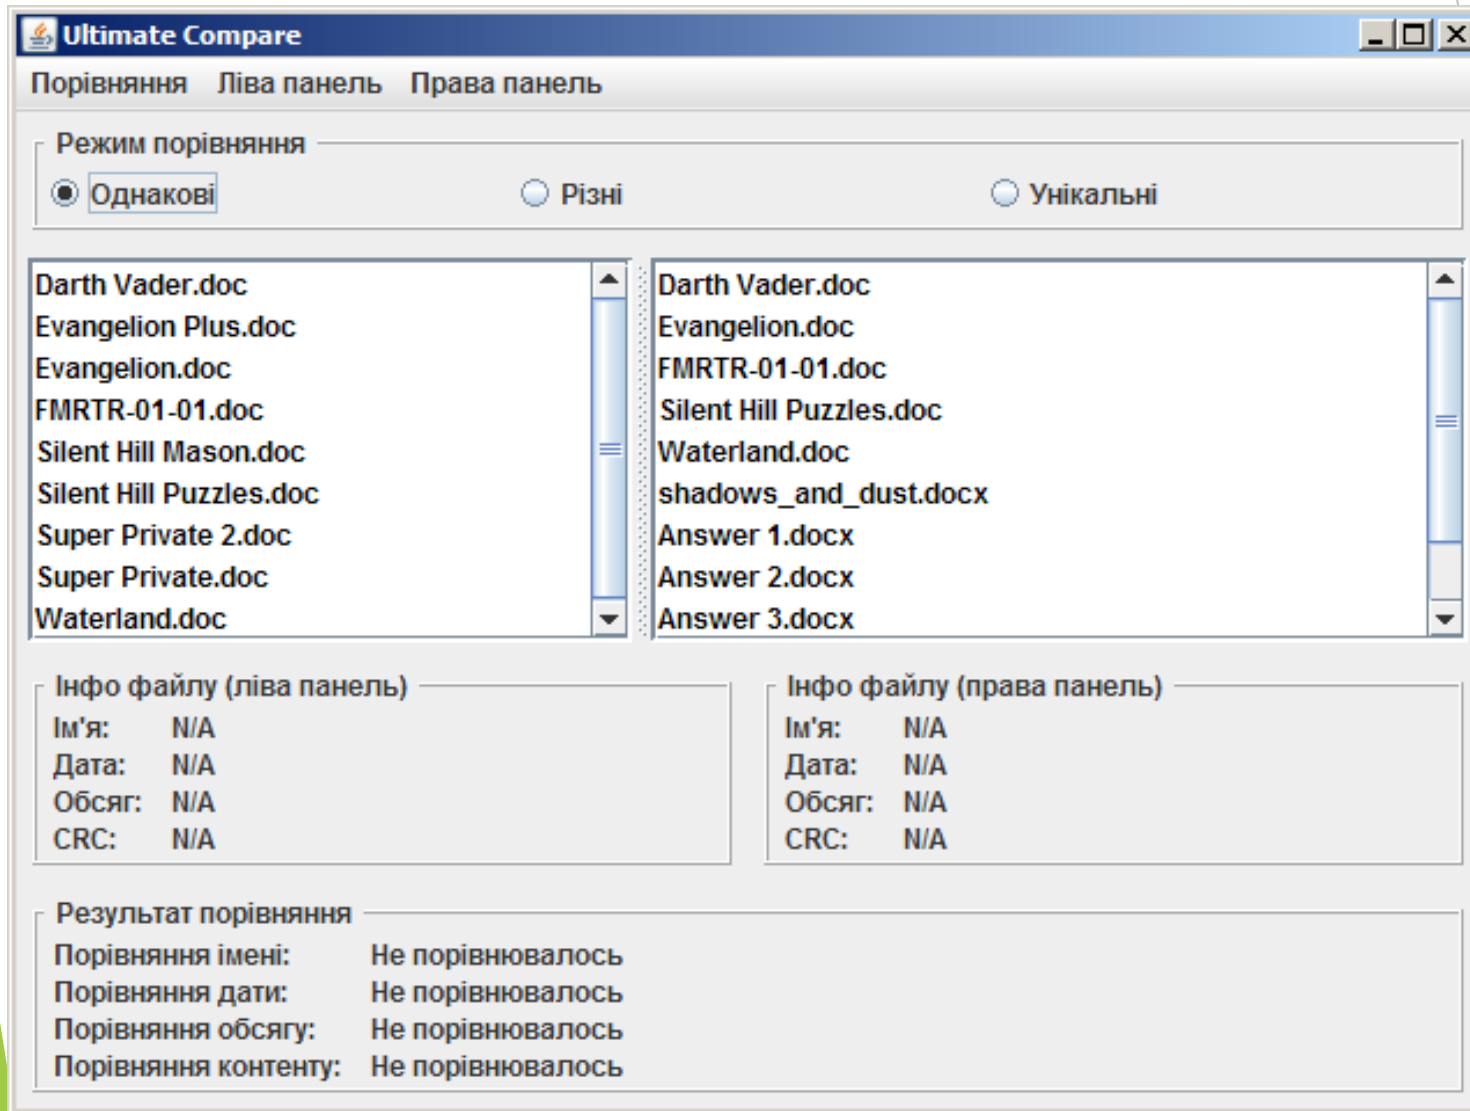 Ultimate Compare
Порівняння Ліва панель Права панель
Режим порівняння
Однакові Різні Унікальні
Darth Vader.doc
Evangelion Plus.doc
Evangelion.doc
FMRTR-01-01.doc
Silent Hill Mason.doc
Silent Hill Puzzles.doc
Super Private 2.doc
Super Private.doc
Waterland.doc
Darth Vader.doc
Evangelion.doc
FMRTR-01-01.doc
Silent Hill Puzzles.doc
Waterland.doc
shadows_and_dust.docx
Answer 1.docx
Answer 2.docx
Answer 3.docx
Інфо файлу (ліва панель)
Ім'я: N/A
Дата: N/A
Обсяг: N/A
CRC: N/A
Інфо файлу (права панель)
Ім'я: N/A
Дата: N/A
Обсяг: N/A
CRC: N/A
Результат порівняння
Порівняння імені: Не порівнювалось
Порівняння дати: Не порівнювалось
Порівняння обсягу: Не порівнювалось
Порівняння контенту: Не порівнювалось